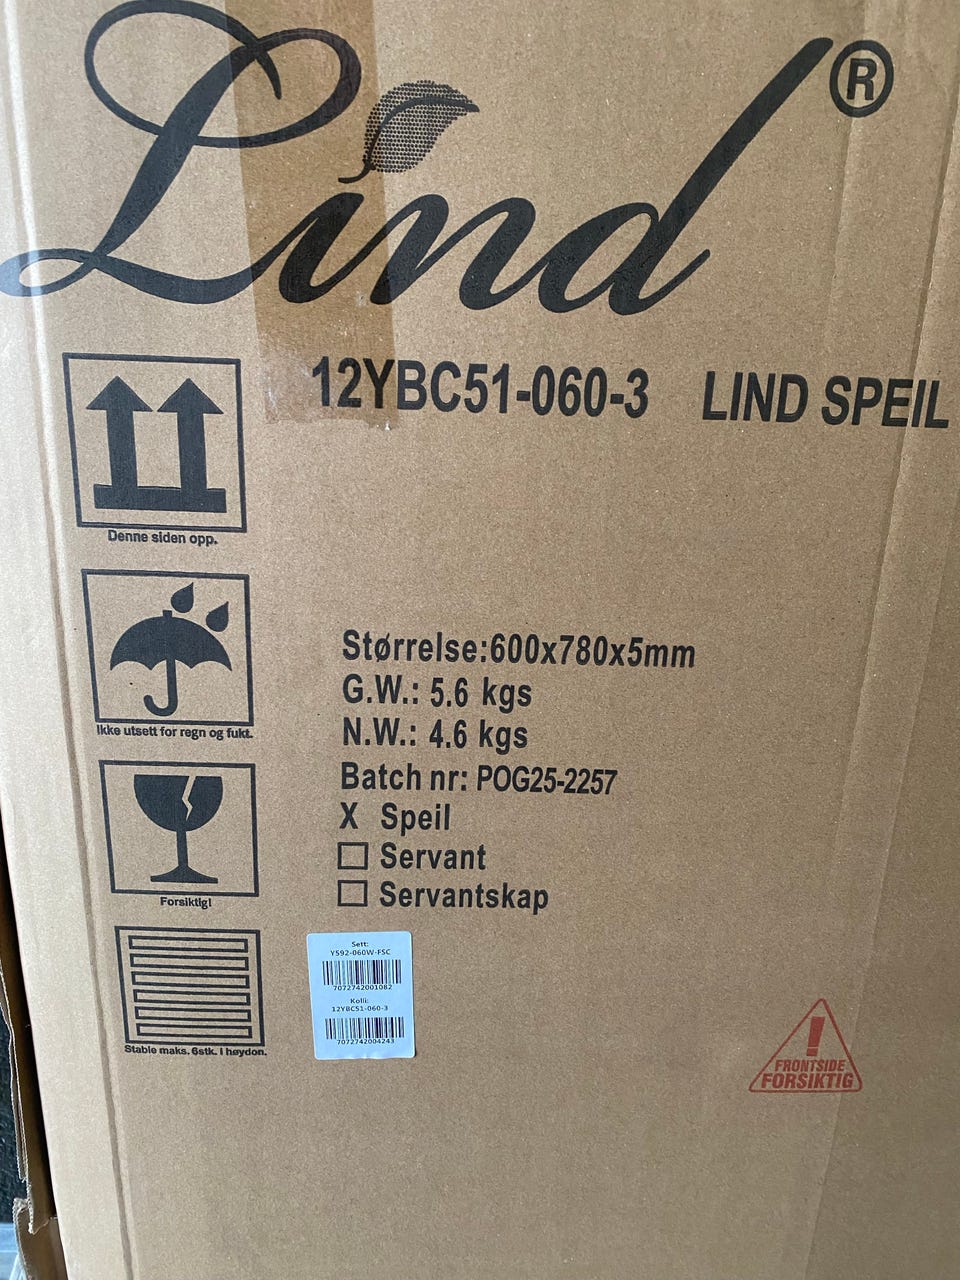 Lind ®
12YBC51-060-3 LIND SPEIL
Denne siden opp.
Ikke utsett for regn og fukt.
Forsiktig!
Stable maks. 6stk. i høydon.
Størrelse:600x780x5mm
G.W.: 5.6 kgs
N.W.: 4.6 kgs
Batch nr: POG25-2257
X Speil
Servant
Servantskap
Sett:
Y592-060W-FSC
7072742001082
Kolli:
12YBC51-060-3
7072742004243
FRONTSIDE
FORSIKTIG